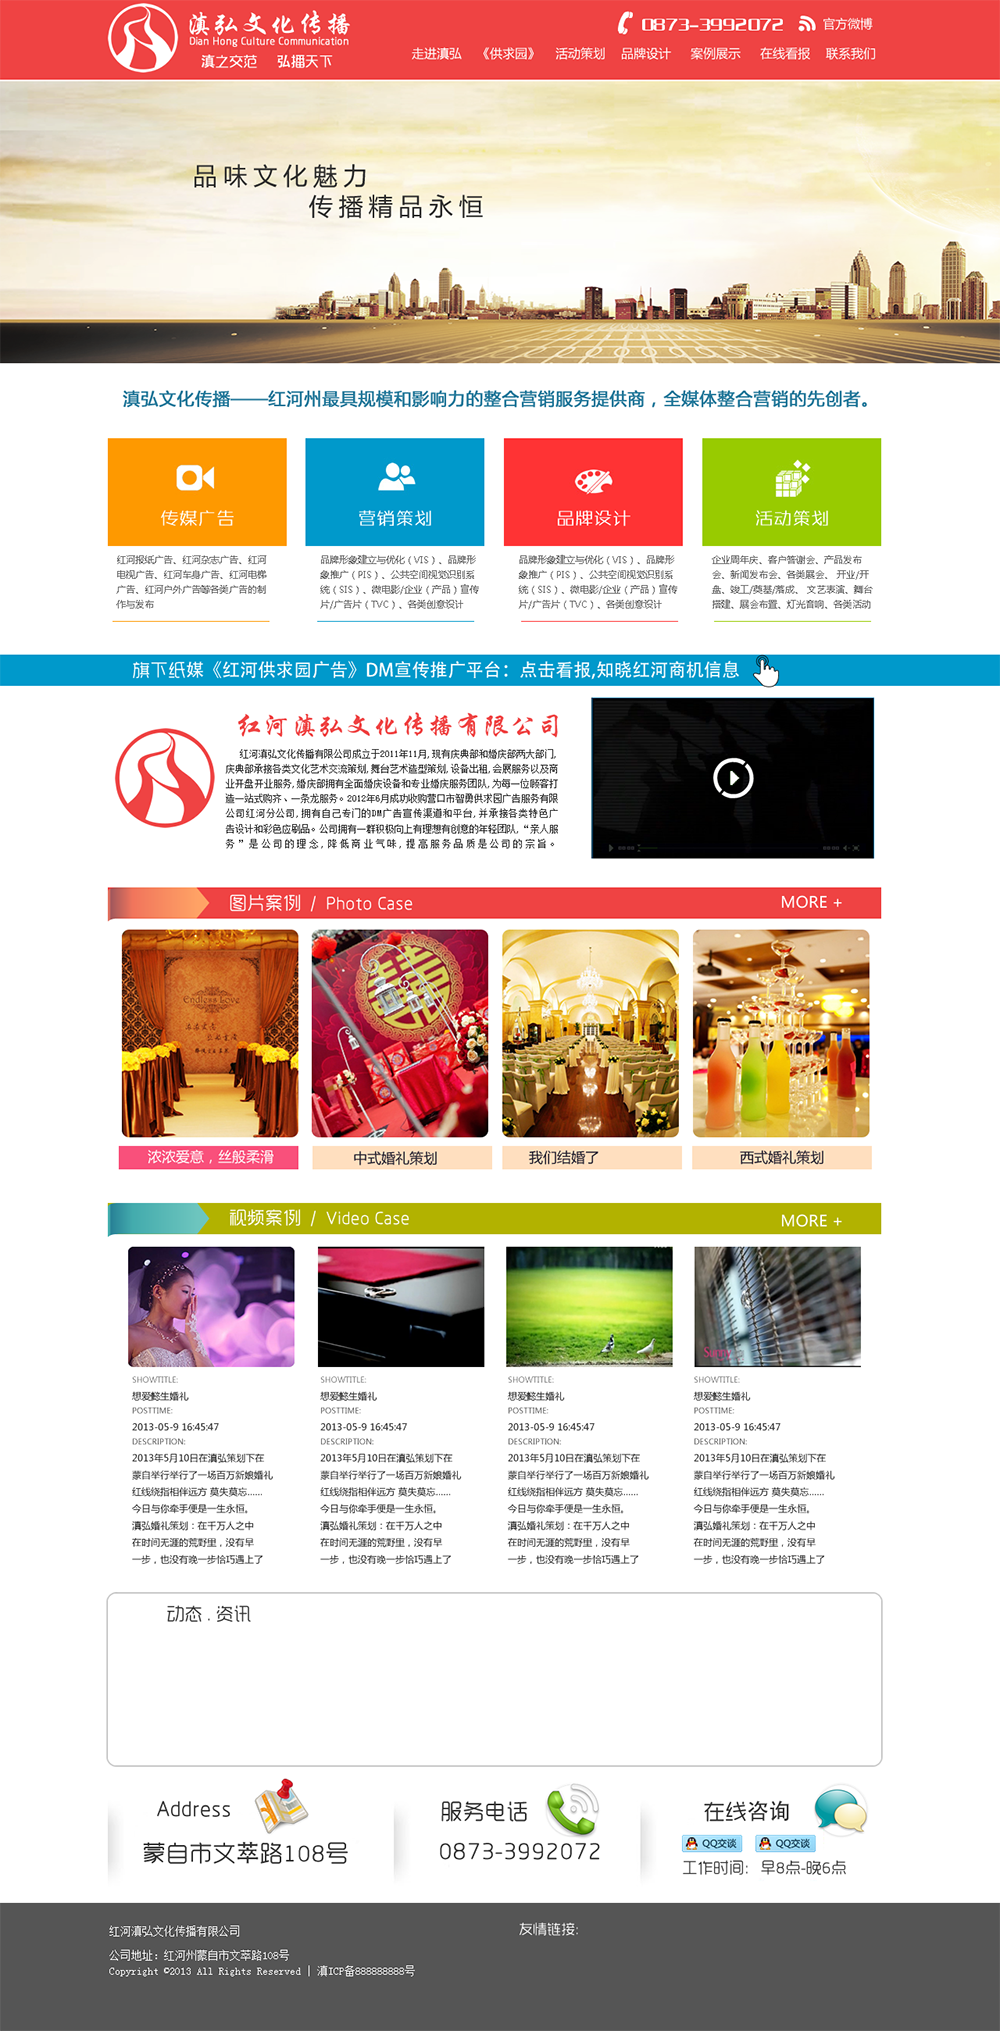 滇弘文化传播
Dian Hong Culture Communication
滇之交范 弘播天下
0873-3992072 官方微博
走进滇弘 《供求园》 活动策划 品牌设计 案例展示 在线看报 联系我们
品味文化魅力
传播精品永恒
滇弘文化传播——红河州最具规模和影响力的整合营销服务提供商，全媒体整合营销的先创者。
传媒广告
红河报纸广告、红河杂志广告、红河
电视广告、红河车身广告、红河电梯
广告、红河户外广告等各类广告的制
作与发布
营销策划
品牌形象建立与优化（VIS）、品牌形
象推广（PIS）、公共空间视觉识别系
统（SIS）、微电影/企业（产品）宣传
片/广告片（TVC）、各类创意设计
品牌设计
品牌形象建立与优化（VIS）、品牌形
象推广（PIS）、公共空间视觉识别系
统（SIS）、微电影/企业（产品）宣传
片/广告片（TVC）、各类创意设计
活动策划
企业周年庆、客户答谢会、产品发布
会、新闻发布会、各类展会、 开业/开
盘、竣工/奠基/落成、 文艺表演、舞台
搭建、展会布置、灯光音响、各类活动
旗下纸媒《红河供求园广告》DM宣传推广平台：点击看报,知晓红河商机信息
红河滇弘文化传播有限公司
红河滇弘文化传播有限公司成立于2011年11月,现有庆典部和婚庆部两大部门,
庆典部承接各类文化艺术交流策划,舞台艺术造型策划,设备出租,会展服务以及商
业开盘开业服务,婚庆部拥有全面婚庆设备和专业婚庆服务团队,为每一位顾客打
造一站式购齐、一条龙服务。2012年6月成功收购营口市智勇供求园广告服务有限
公司红河分公司,拥有自己专门的DM广告宣传渠道和平台,并承接各类特色广
告设计和彩色应刷品。公司拥有一群积极向上有理想有创意的年轻团队,“亲人服
务”是公司的理念,降低商业气味,提高服务品质是公司的宗旨。
图片案例 / Photo Case MORE +
Endless Love
浓浓爱意，丝般柔滑
中式婚礼策划
我们结婚了
西式婚礼策划
视频案例 / Video Case MORE +
SHOWTITLE:
想爱懿生婚礼
POSTTIME:
2013-05-9 16:45:47
DESCRIPTION:
2013年5月10日在滇弘策划下在
蒙自举行举行了一场百万新娘婚礼
红线绕指相伴远方 莫失莫忘......
今日与你牵手便是一生永恒。
滇弘婚礼策划：在千万人之中
在时间无涯的荒野里，没有早
一步，也没有晚一步恰巧遇上了
SHOWTITLE:
想爱懿生婚礼
POSTTIME:
2013-05-9 16:45:47
DESCRIPTION:
2013年5月10日在滇弘策划下在
蒙自举行举行了一场百万新娘婚礼
红线绕指相伴远方 莫失莫忘......
今日与你牵手便是一生永恒。
滇弘婚礼策划：在千万人之中
在时间无涯的荒野里，没有早
一步，也没有晚一步恰巧遇上了
SHOWTITLE:
想爱懿生婚礼
POSTTIME:
2013-05-9 16:45:47
DESCRIPTION:
2013年5月10日在滇弘策划下在
蒙自举行举行了一场百万新娘婚礼
红线绕指相伴远方 莫失莫忘......
今日与你牵手便是一生永恒。
滇弘婚礼策划：在千万人之中
在时间无涯的荒野里，没有早
一步，也没有晚一步恰巧遇上了
SHOWTITLE:
想爱懿生婚礼
POSTTIME:
2013-05-9 16:45:47
DESCRIPTION:
2013年5月10日在滇弘策划下在
蒙自举行举行了一场百万新娘婚礼
红线绕指相伴远方 莫失莫忘......
今日与你牵手便是一生永恒。
滇弘婚礼策划：在千万人之中
在时间无涯的荒野里，没有早
一步，也没有晚一步恰巧遇上了
动态 . 资讯
Address
蒙自市文萃路108号
服务电话
0873-3992072
在线咨询
QQ交谈 QQ交谈
工作时间： 早8点-晚6点
红河滇弘文化传播有限公司
公司地址：红河州蒙自市文萃路108号
Copyright ©2013 All Rights Reserved | 滇ICP备888888888号
友情链接: